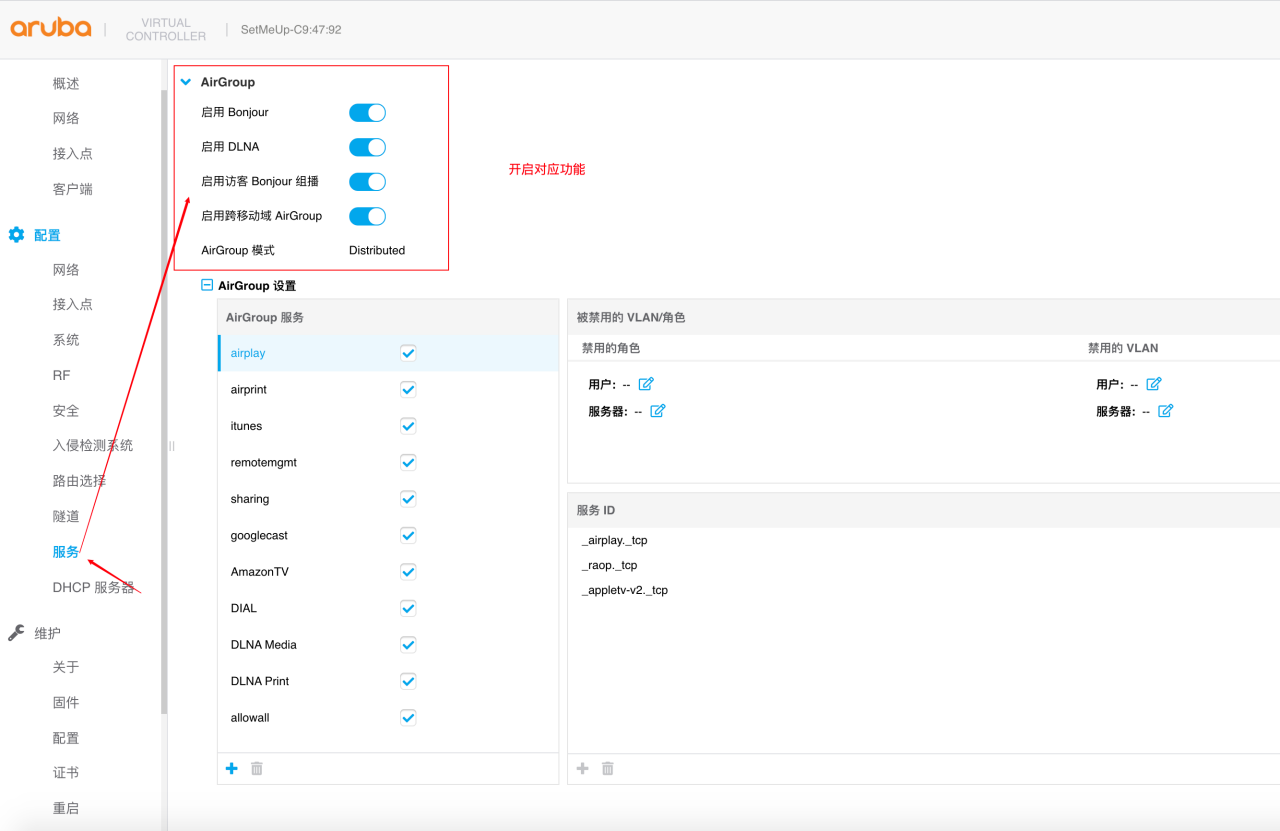 aruba
VIRTUAL
CONTROLLER
SetMeUp-C9:47:92
概述
网络
接入点
客户端
配置
网络
接入点
系统
RF
安全
入侵检测系统
路由选择
隧道
服务
DHCP 服务器
维护
关于
固件
配置
证书
重启
AirGroup
启用 Bonjour
启用 DLNA
启用访客 Bonjour 组播
启用跨移动域 AirGroup
AirGroup 模式 Distributed
开启对应功能
AirGroup 设置
AirGroup 服务
airplay
airprint
itunes
remotemgmt
sharing
googlecast
AmazonTV
DIAL
DLNA Media
DLNA Print
allowall
被禁用的 VLAN/角色
禁用的角色 禁用的 VLAN
用户: -- 用户: --
服务器: -- 服务器: --
服务 ID
_airplay._tcp
_raop._tcp
_appletv-v2._tcp